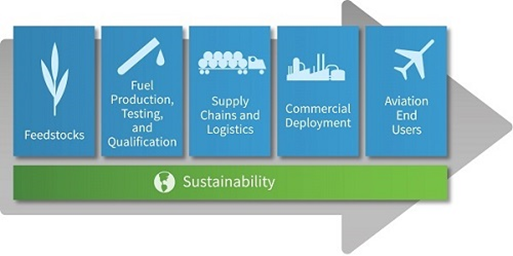 Feedstocks
Fuel
Production,
Testing,
and
Qualification
Supply
Chains and
Logistics
Commercial
Deployment
Aviation
End
Users
Sustainability